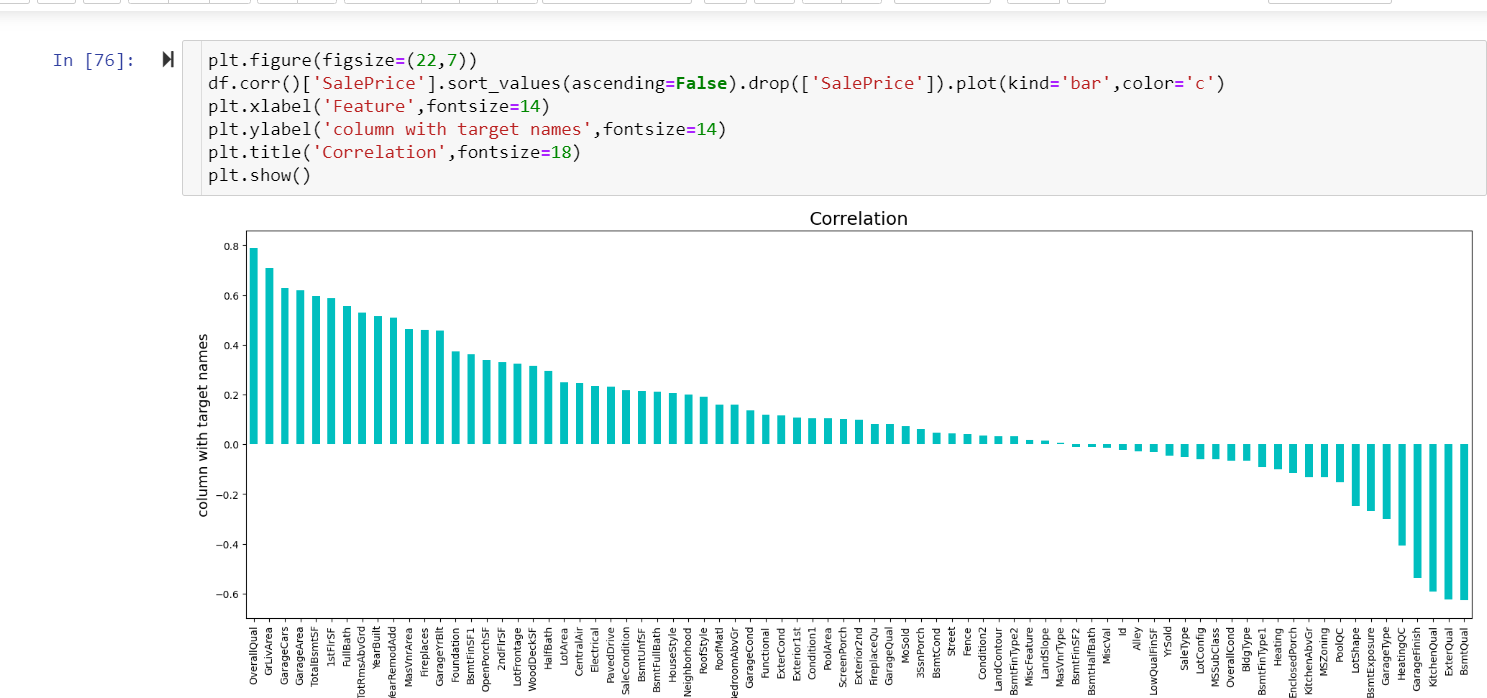 In [76]:
plt.figure(figsize=(22,7))
df.corr()['SalePrice'].sort_values(ascending=False).drop(['SalePrice']).plot(kind='bar',color='c')
plt.xlabel('Feature',fontsize=14)
plt.ylabel('column with target names',fontsize=14)
plt.title('Correlation',fontsize=18)
plt.show()
Correlation
column with target names
0.8
0.6
0.4
0.2
0.0
−0.2
−0.4
−0.6
OverallQual
GrLivArea
GarageCars
GarageArea
TotalBsmtSF
1stFlrSF
FullBath
TotRmsAbvGrd
YearBuilt
earRemodAdd
MasVnrArea
Fireplaces
GarageYrBlt
Foundation
BsmtFinSF1
OpenPorchSF
2ndFlrSF
LotFrontage
WoodDeckSF
HalfBath
LotArea
CentralAir
Electrical
PavedDrive
SaleCondition
BsmtUnfSF
BsmtFullBath
HouseStyle
Neighborhood
RoofStyle
RoofMatl
edroomAbvGr
GarageCond
Functional
ExterCond
Exterior1st
Condition1
PoolArea
ScreenPorch
Exterior2nd
FireplaceQu
GarageQual
MoSold
3SsnPorch
BsmtCond
Street
Fence
Condition2
LandContour
BsmtFinType2
MiscFeature
LandSlope
MasVnrType
BsmtFinSF2
BsmtHalfBath
MiscVal
Id
Alley
LowQualFinSF
YrSold
SaleType
LotConfig
MSSubClass
OverallCond
BldgType
BsmtFinType1
Heating
EnclosedPorch
KitchenAbvGr
MSZoning
PoolQC
LotShape
BsmtExposure
GarageType
HeatingQC
GarageFinish
KitchenQual
ExterQual
BsmtQual